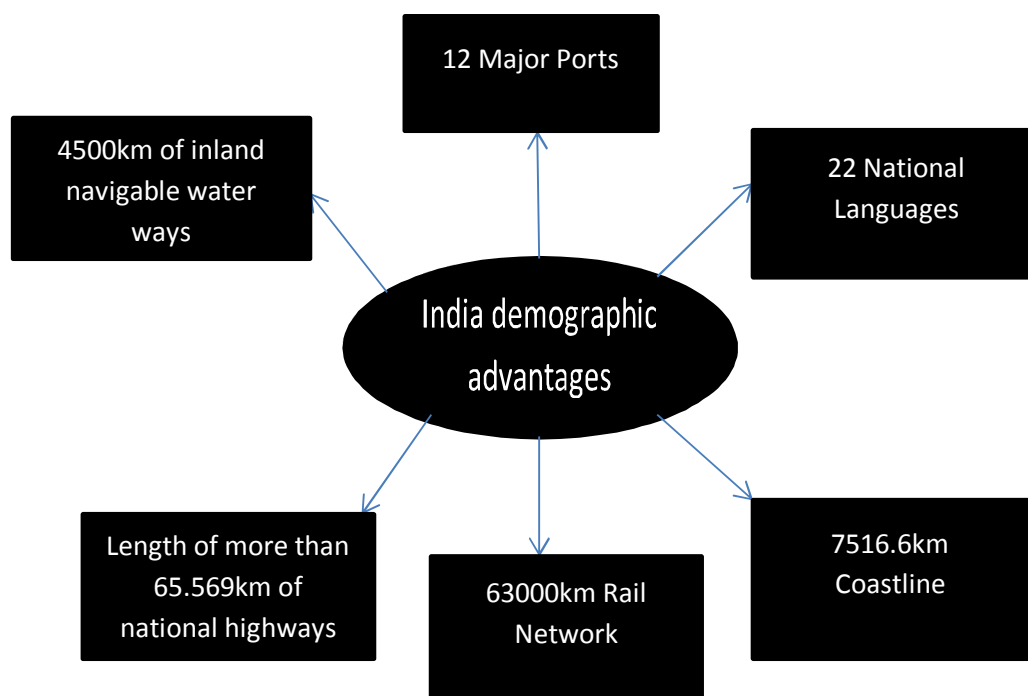 12 Major Ports
4500km of inland
navigable water
ways
22 National
Languages
India demographic
advantages
Length of more than
65.569km of
national highways
63000km Rail
Network
7516.6km
Coastline